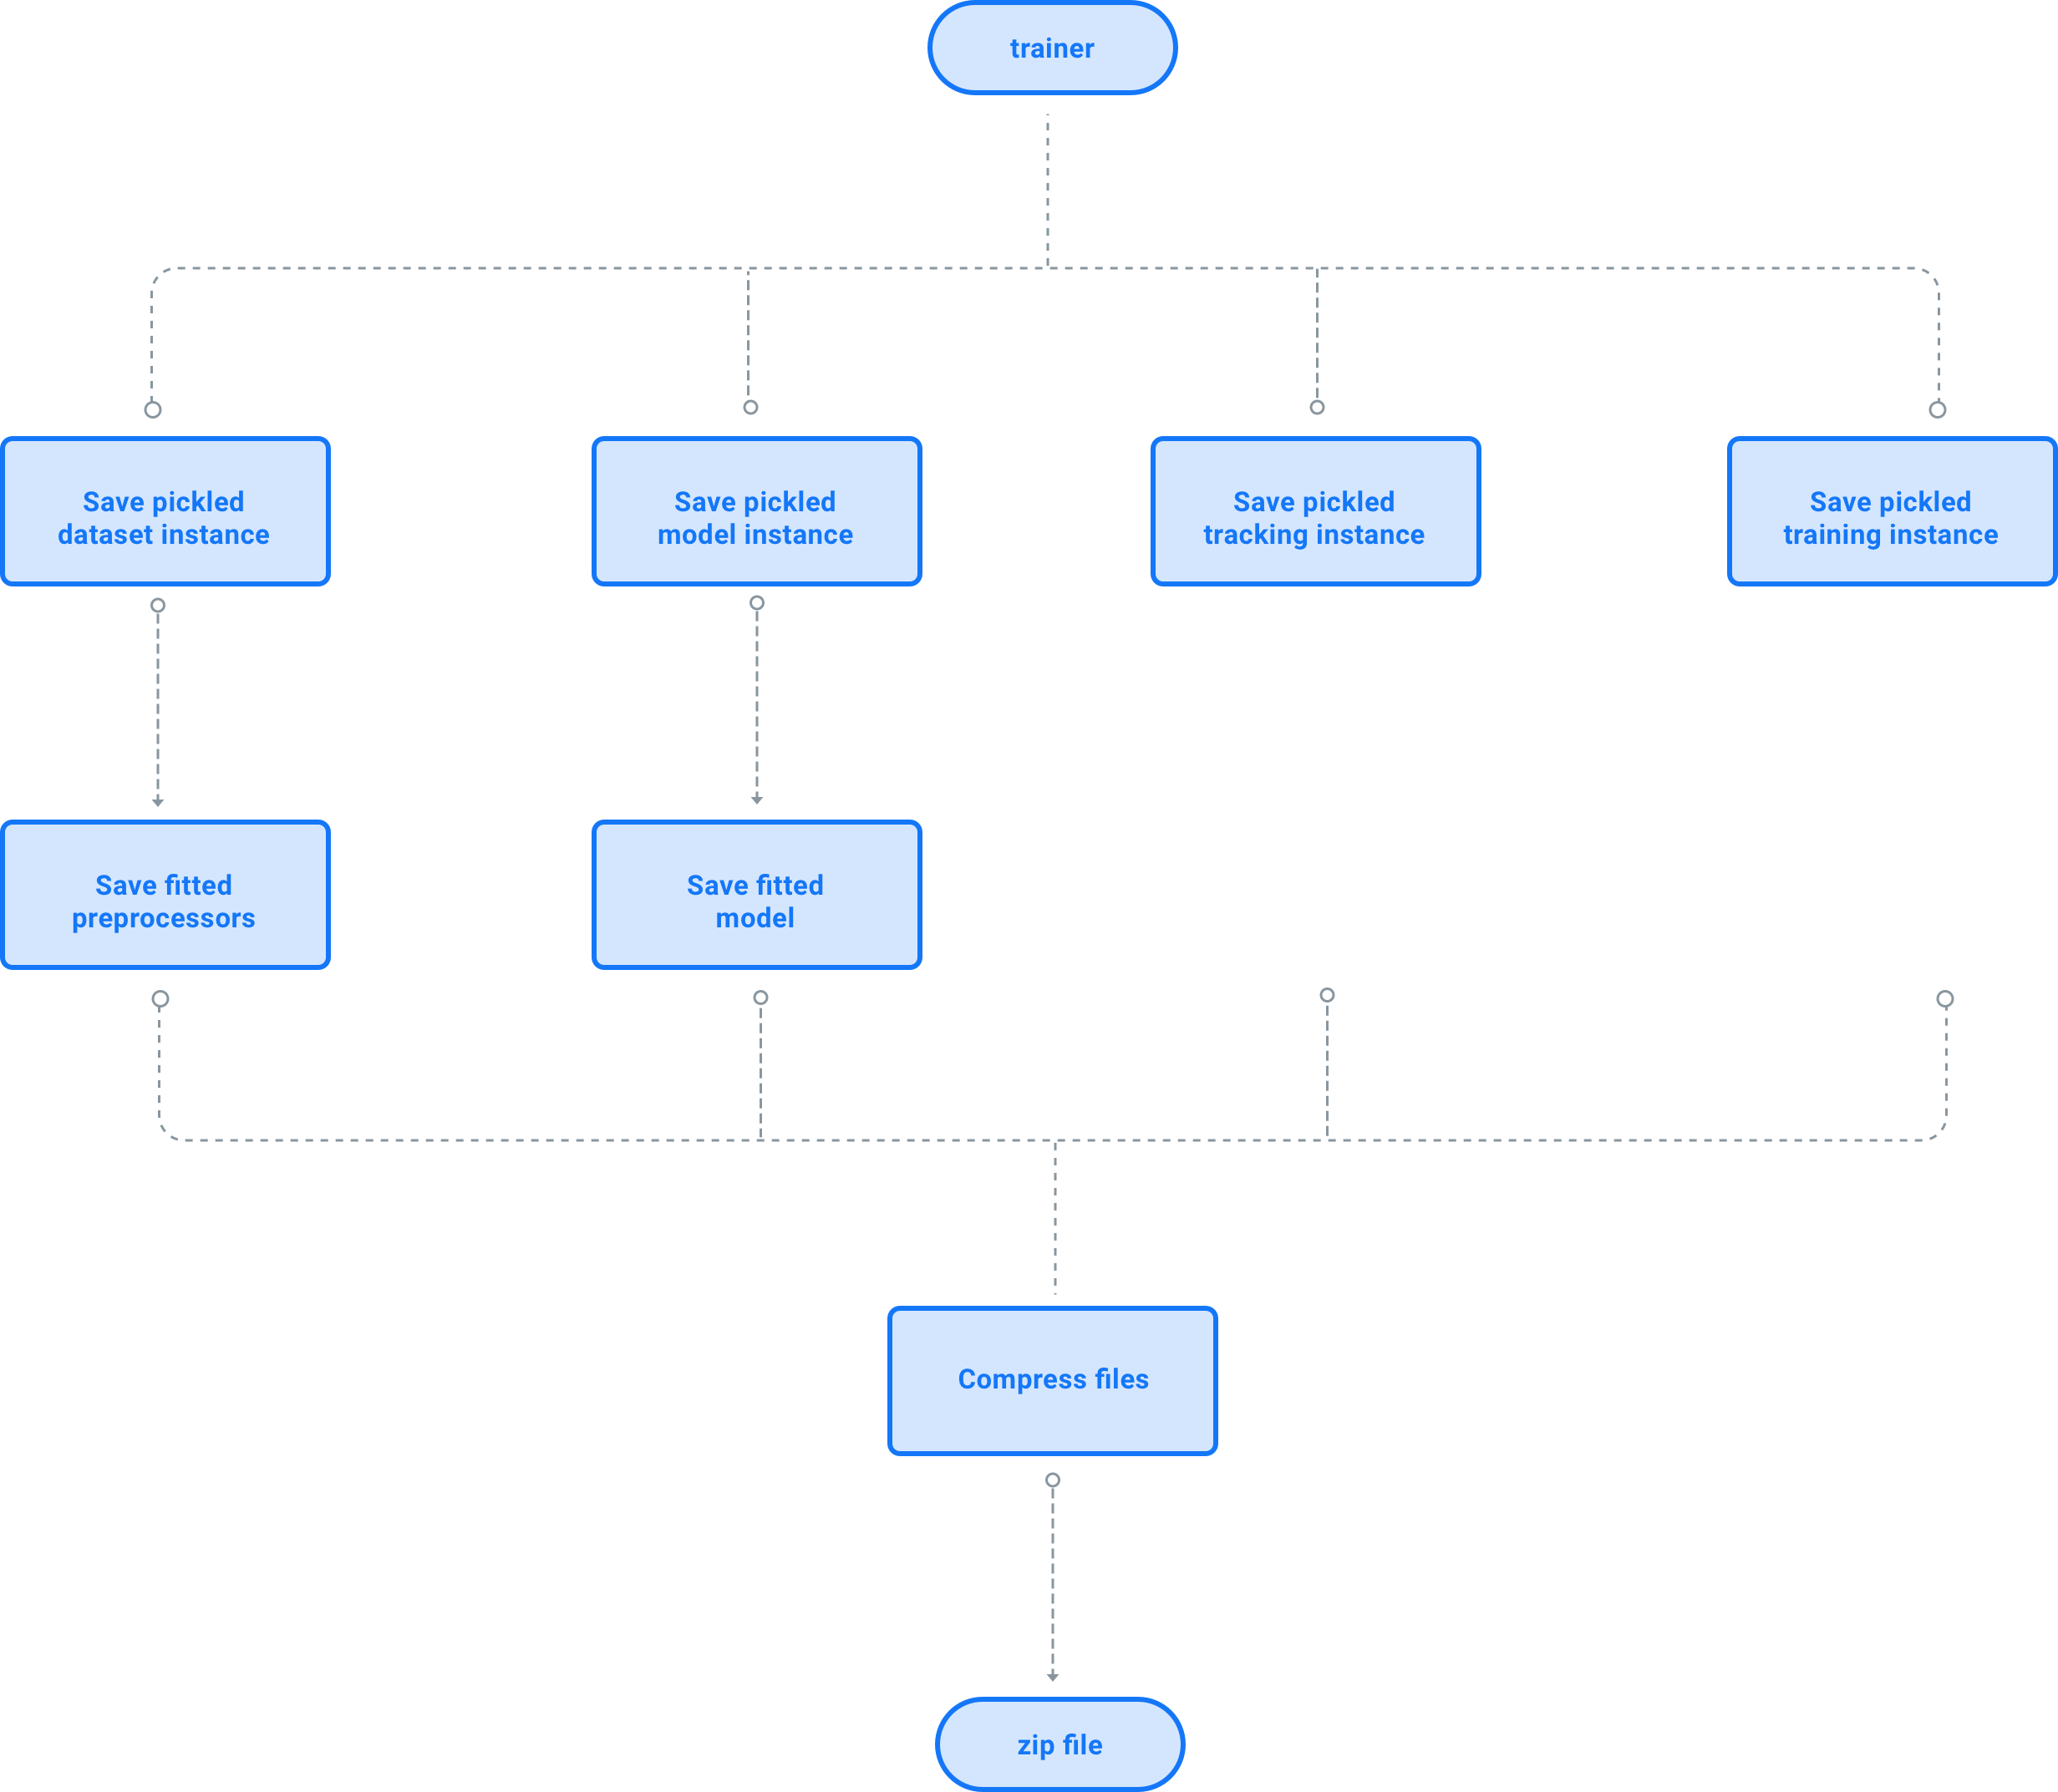 trainer
Save pickled
dataset instance
Save pickled
model instance
Save pickled
tracking instance
Save pickled
training instance
Save fitted
preprocessors
Save fitted
model
Compress files
zip file